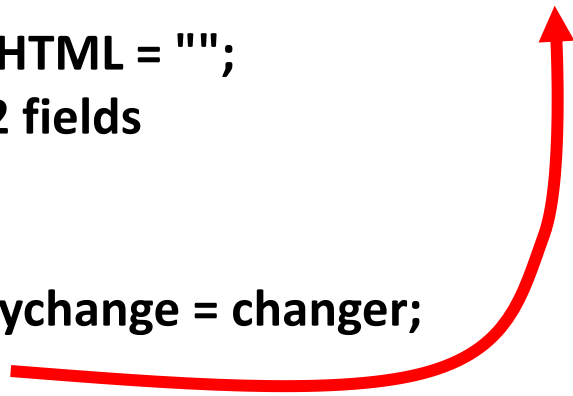 HTML = "";
2 fields
ychange = changer;